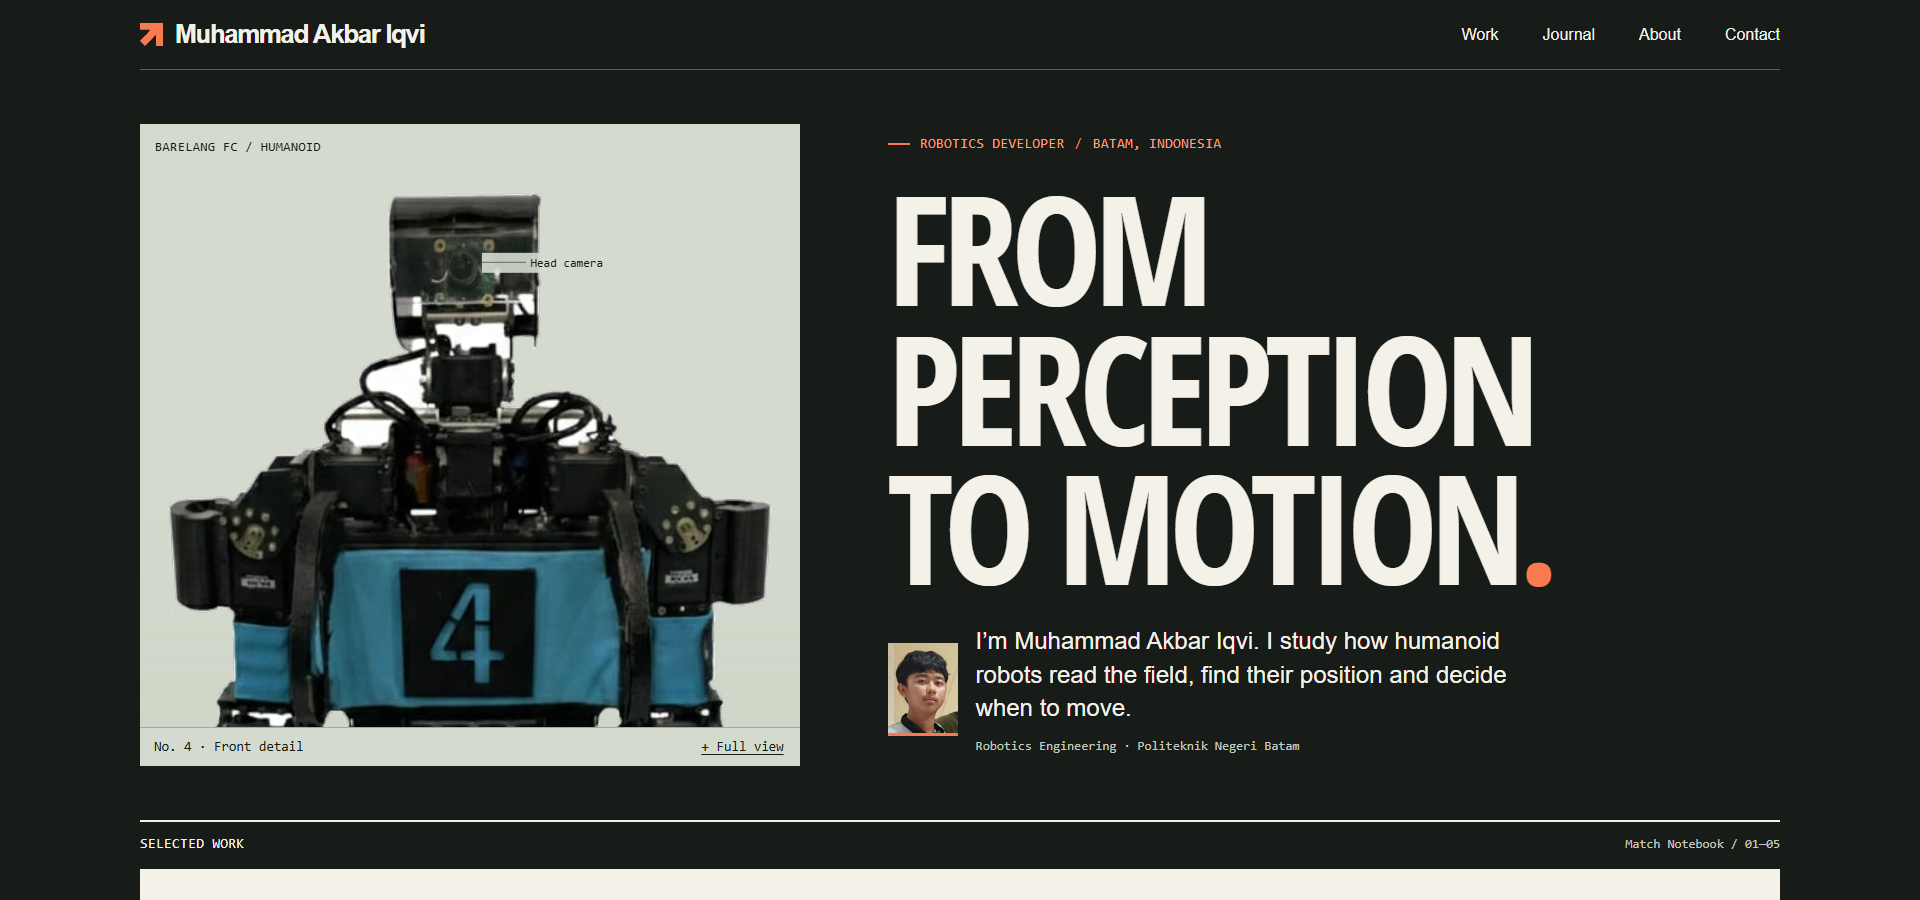 Muhammad Akbar Iqvi
Work
Journal
About
Contact
BARELANG FC / HUMANOID
Head camera
4
No. 4 · Front detail
+ Full view
ROBOTICS DEVELOPER / BATAM, INDONESIA
FROM
PERCEPTION
TO MOTION.
I’m Muhammad Akbar Iqvi. I study how humanoid
robots read the field, find their position and decide
when to move.
Robotics Engineering · Politeknik Negeri Batam
SELECTED WORK
Match Notebook / 01—05